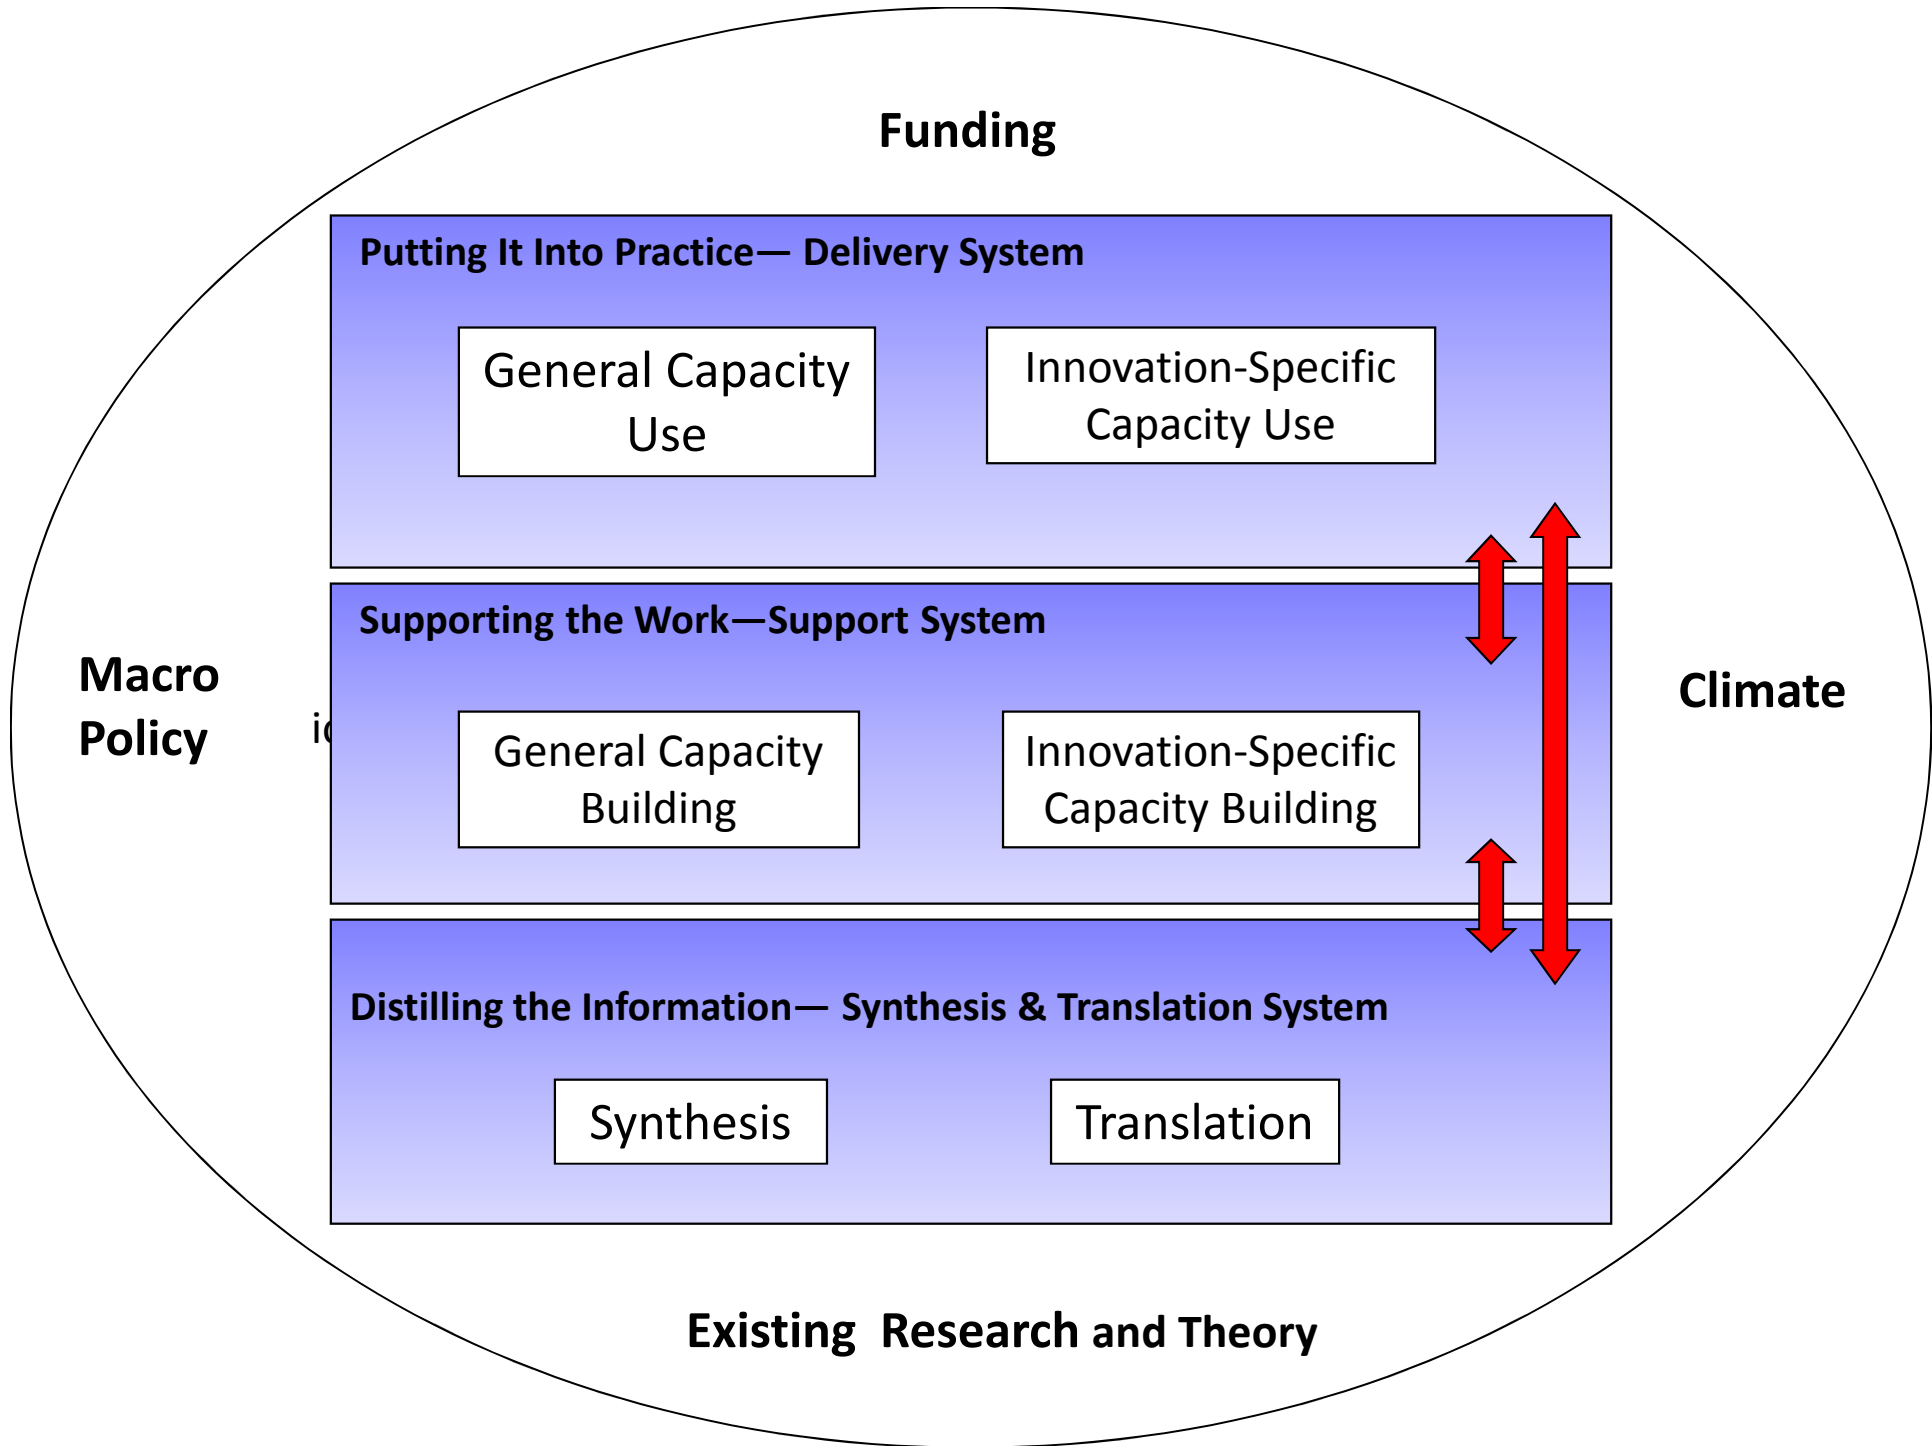 Funding
Putting It Into Practice— Delivery System
General Capacity
Use
Innovation-Specific
Capacity Use
Supporting the Work—Support System
Macro
Policy
General Capacity
Building
Innovation-Specific
Capacity Building
Climate
Distilling the Information— Synthesis & Translation System
Synthesis
Translation
Existing  Research and Theory